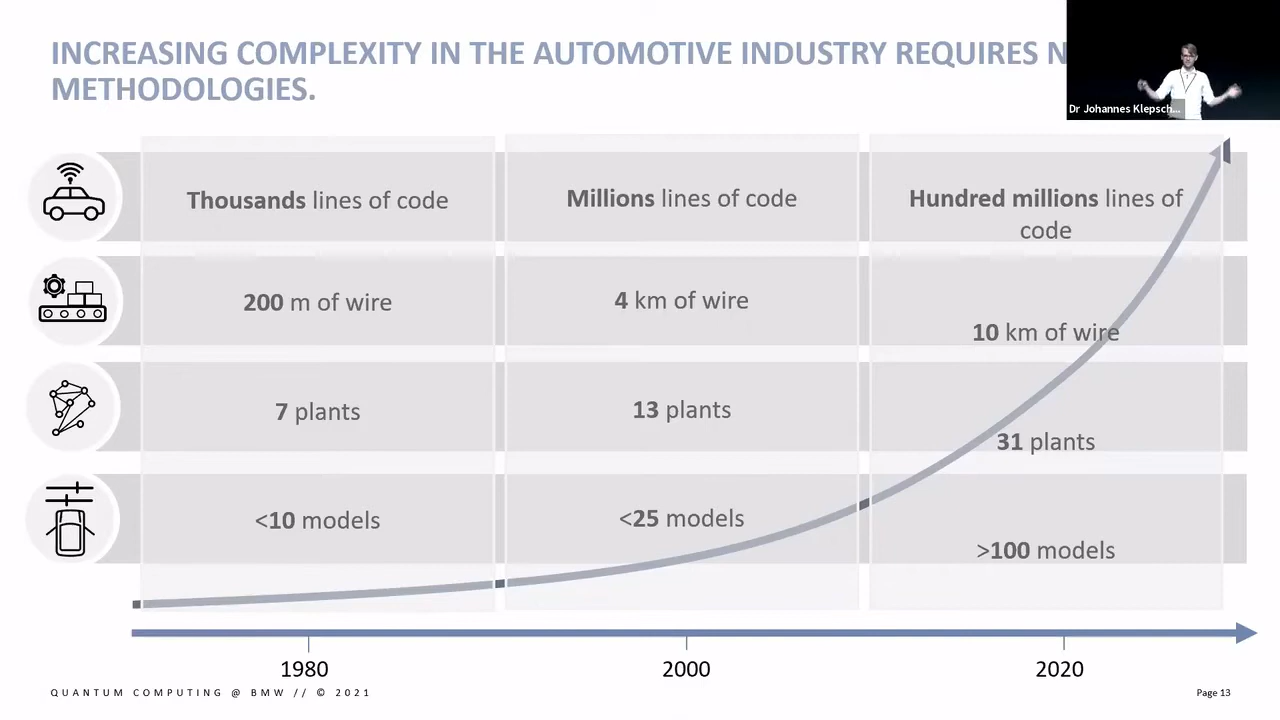 INCREASING COMPLEXITY IN THE AUTOMOTIVE INDUSTRY REQUIRES
METHODOLOGIES.
Dr Johannes Klepsch...
Thousands lines of code
Millions lines of code
Hundred millions lines of
code
200 m of wire
4 km of wire
10 km of wire
7 plants
13 plants
31 plants
<10 models
<25 models
>100 models
1980
2000
2020
QUANTUM COMPUTING @ BMW // © 2021
Page 13